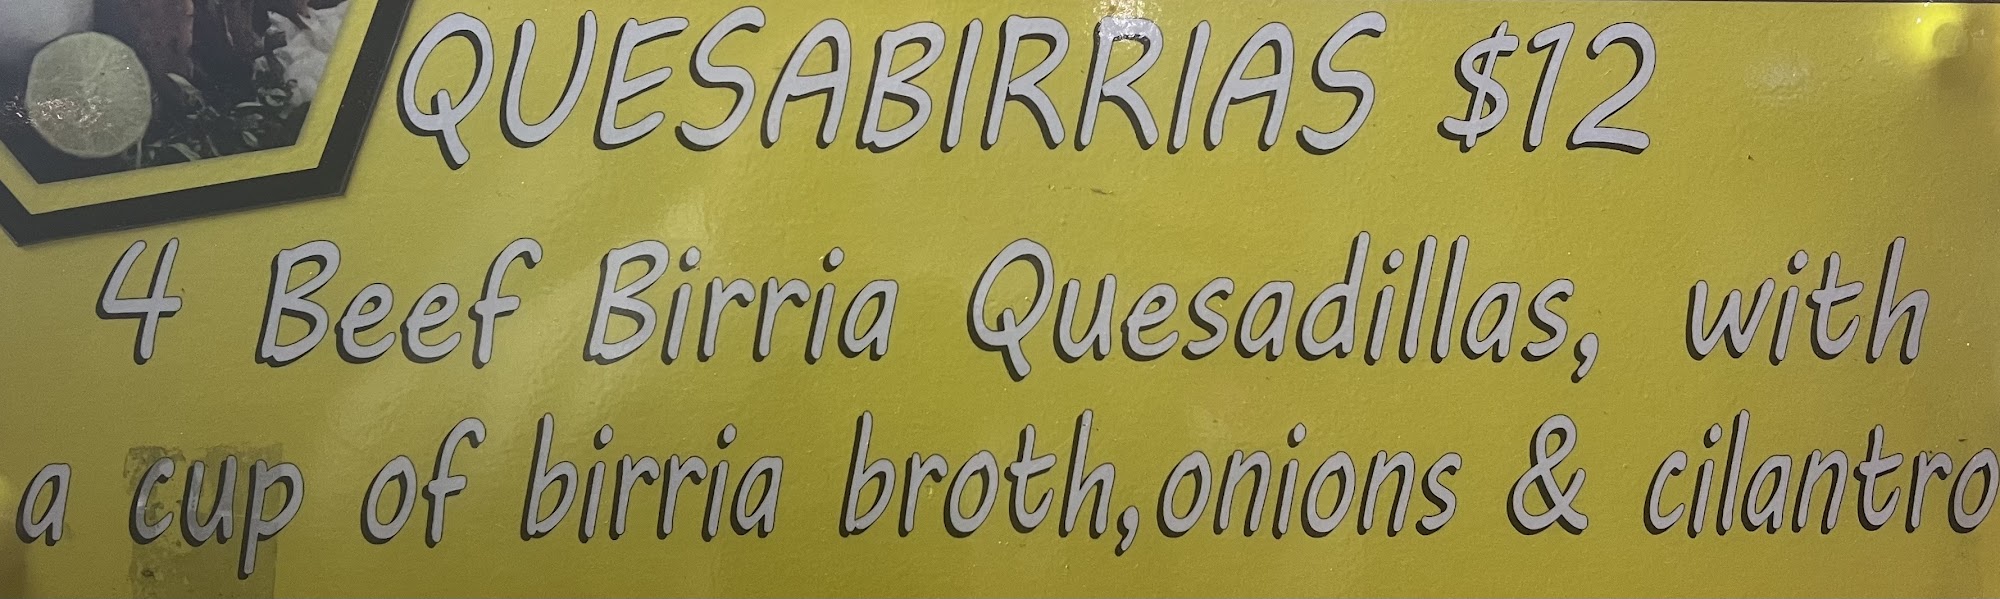 QUESABIRRIAS $12
4 Beef Birria Quesadillas, with
a cup of birria broth,onions & cilantro